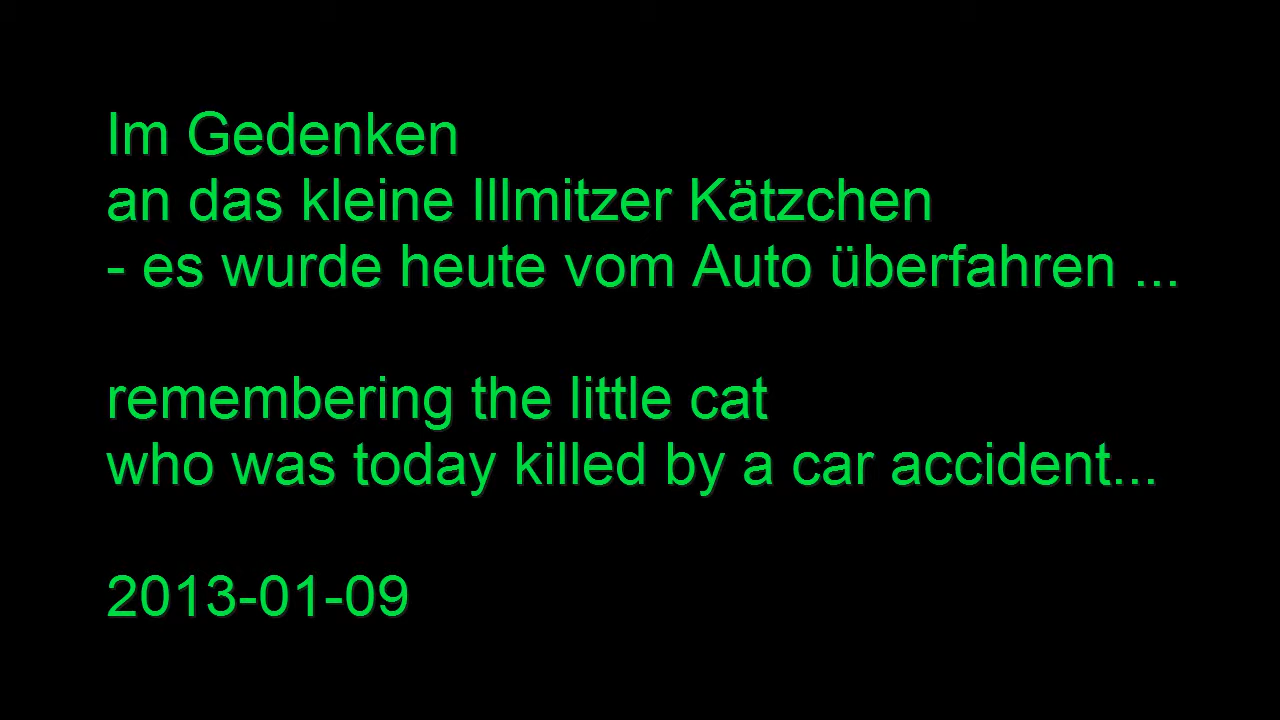 Im Gedenken
an das kleine Illmitzer Kätzchen
- es wurde heute vom Auto überfahren ...
remembering the little cat
who was today killed by a car accident...
2013-01-09